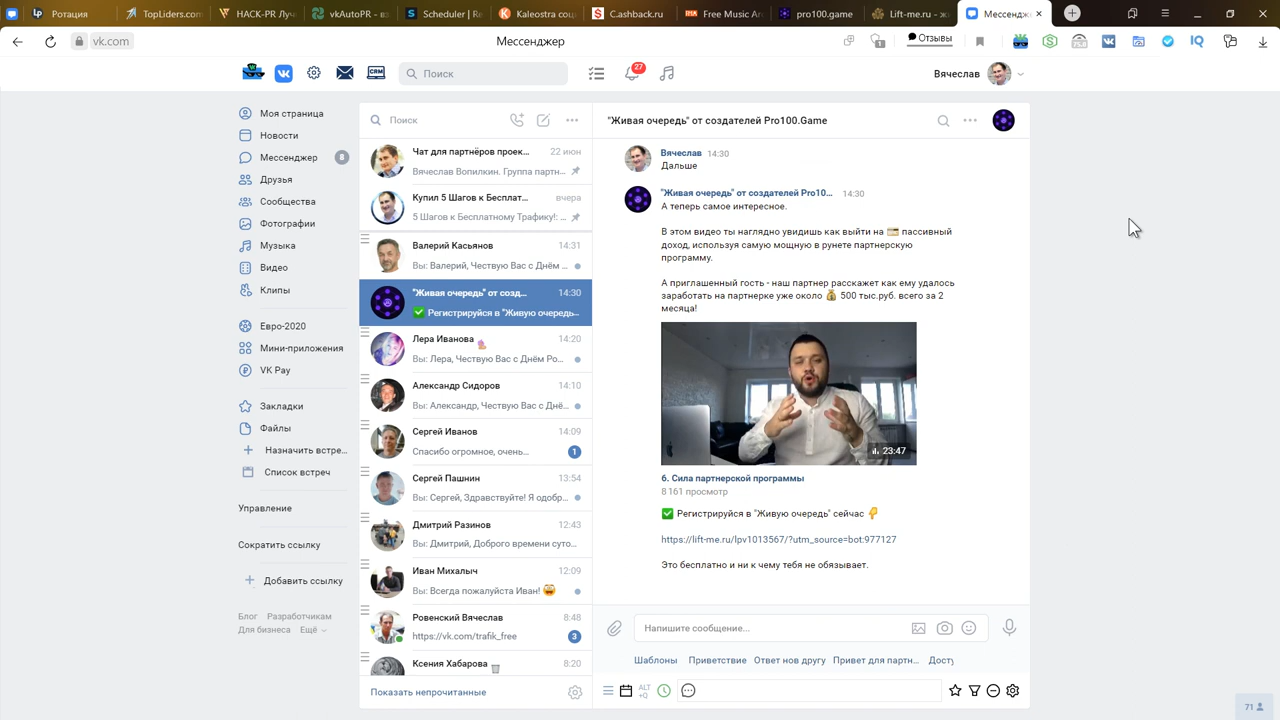 Ротация
TopLiders.com
HACK-PR Луч
vkAutoPR - вх
Scheduler | Re
Kaleostra соц
Бизнес-Барах
Реклама на ya
pro100.game
Lift-me.ru - жи
Мессендж
vk.com
Мессенджер
1
Отзывы
CRM
Поиск
27
Вячеслав
Моя страница
Новости
Мессенджер 8
Друзья
Сообщества
Фотографии
Музыка
Видео
Клипы
Евро-2020
Мини-приложения
VK Pay
Закладки
Файлы
Назначить встре...
Список встреч
Управление
Сократить ссылку
Добавить ссылку
Блог Разработчикам
Для бизнеса Ещё
Поиск
Чат для партнёров проек... 22 июн
Вячеслав Вопилкин. Группа партн...
Купил 5 Шагов к Бесплат... вчера
5 Шагов к Бесплатному Трафику!: ...
Валерий Касьянов 14:31
Вы: Валерий, Чествую Вас с Днём ...
"Живая очередь" от созд... 14:30
Регистрируйся в "Живую очередь...
Лера Иванова 14:20
Вы: Лера, Чествую Вас с Днём Ро...
Александр Сидоров 14:10
Вы: Александр, Чествую Вас с Днё...
Сергей Иванов 14:09
Спасибо огромное, очень... 1
Сергей Пашнин 13:54
Вы: Сергей, Здравствуйте! Я одобр...
Дмитрий Разинов 12:43
Вы: Дмитрий, Доброго времени суто...
Иван Михалыч 12:09
Вы: Всегда пожалуйста Иван!
Ровенский Вячеслав 8:48
https://vk.com/trafik_free 3
Ксения Хабарова 8:20
Показать непрочитанные
"Живая очередь" от создателей Pro100.Game
Вячеслав 14:30
Дальше
"Живая очередь" от создателей Pro10... 14:30
А теперь самое интересное.
В этом видео ты наглядно увидишь как выйти на пассивный
доход, используя самую мощную в рунете партнерскую
программу.
А приглашенный гость - наш партнер расскажет как ему удалось
заработать на партнерке уже около 500 тыс.руб. всего за 2
месяца!
23:47
6. Сила партнерской программы
8 161 просмотр
Регистрируйся в "Живую очередь" сейчас
https://lift-me.ru/lpv1013567/?utm_source=bot:977127
Это бесплатно и ни к чему тебя не обязывает.
Напишите сообщение...
Шаблоны Приветствие Ответ нов другу Привет для партн... Досту
ALT
+Q
71